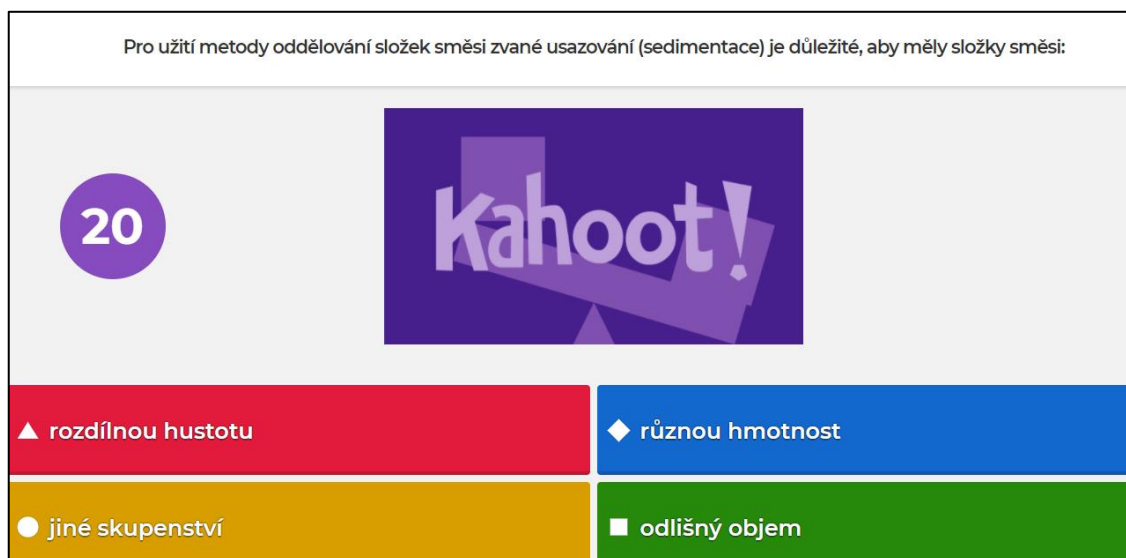 Pro užití metody oddělování složek směsi zvané usazování (sedimentace) je důležité, aby měly složky směsi:
20
Kahoot!
rozdílnou hustotu
různou hmotnost
jiné skupenství
odlišný objem